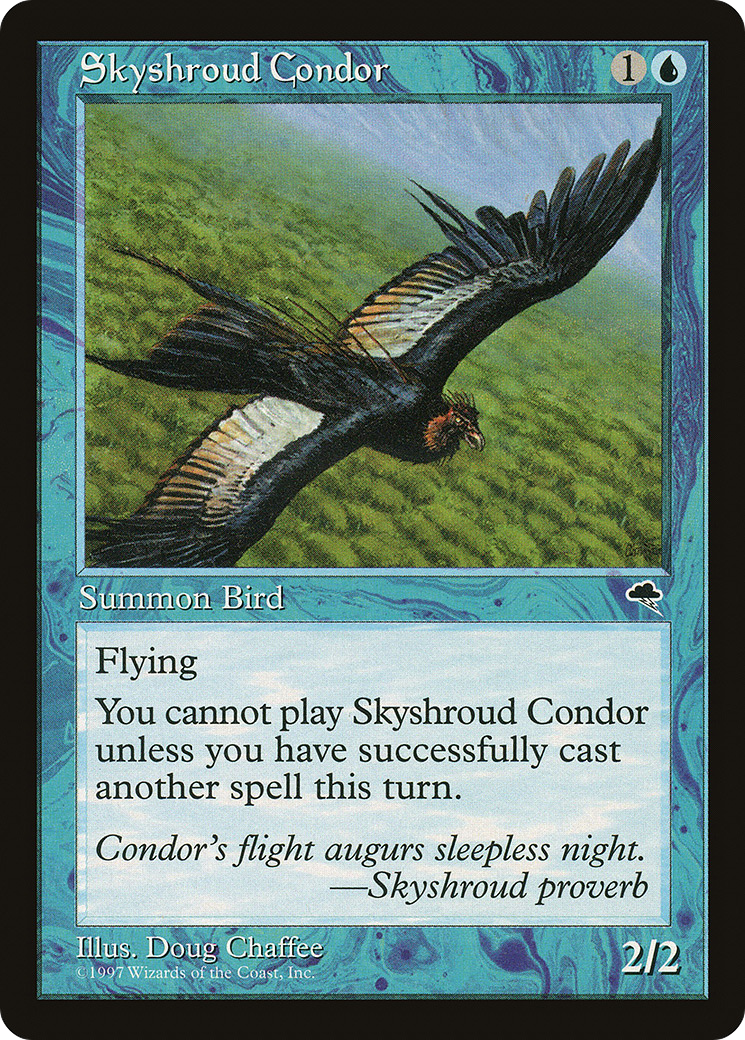 Skyshroud Condor 1
Summon Bird
Flying
You cannot play Skyshroud Condor
unless you have successfully cast
another spell this turn.
Condor's flight augurs sleepless night.
—Skyshroud proverb
Illus. Doug Chaffee
©1997 Wizards of the Coast, Inc.
2/2